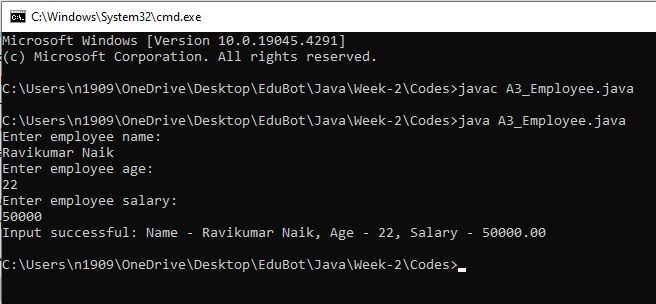 C:\Windows\System32\cmd.exe
Microsoft Windows [Version 10.0.19045.4291]
(c) Microsoft Corporation. All rights reserved.
C:\Users\n1909\OneDrive\Desktop\EduBot\Java\Week-2\Codes>javac A3_Employee.java
C:\Users\n1909\OneDrive\Desktop\EduBot\Java\Week-2\Codes>java A3_Employee.java
Enter employee name:
Ravikumar Naik
Enter employee age:
22
Enter employee salary:
50000
Input successful: Name - Ravikumar Naik, Age - 22, Salary - 50000.00
C:\Users\n1909\OneDrive\Desktop\EduBot\Java\Week-2\Codes>